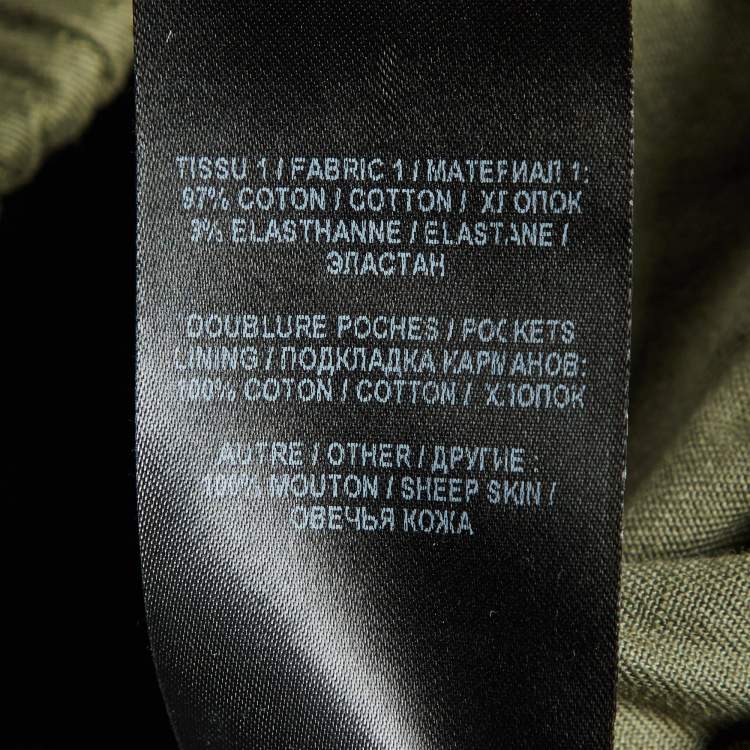 TISSU 1 / FABRIC 1 / МАТЕРИАЛ 1:
97% COTON / COTTON / ХЛОПОК
3% ELASTHANNE / ELASTANE /
ЭЛАСТАН
DOUBLURE POCHES / POCKETS
LINING / ПОДКЛАДКА КАРМАНОВ:
100% COTON / COTTON / ХЛОПОК
AUTRE / OTHER / ДРУГИЕ :
100% MOUTON / SHEEP SKIN /
ОВЕЧЬЯ КОЖА